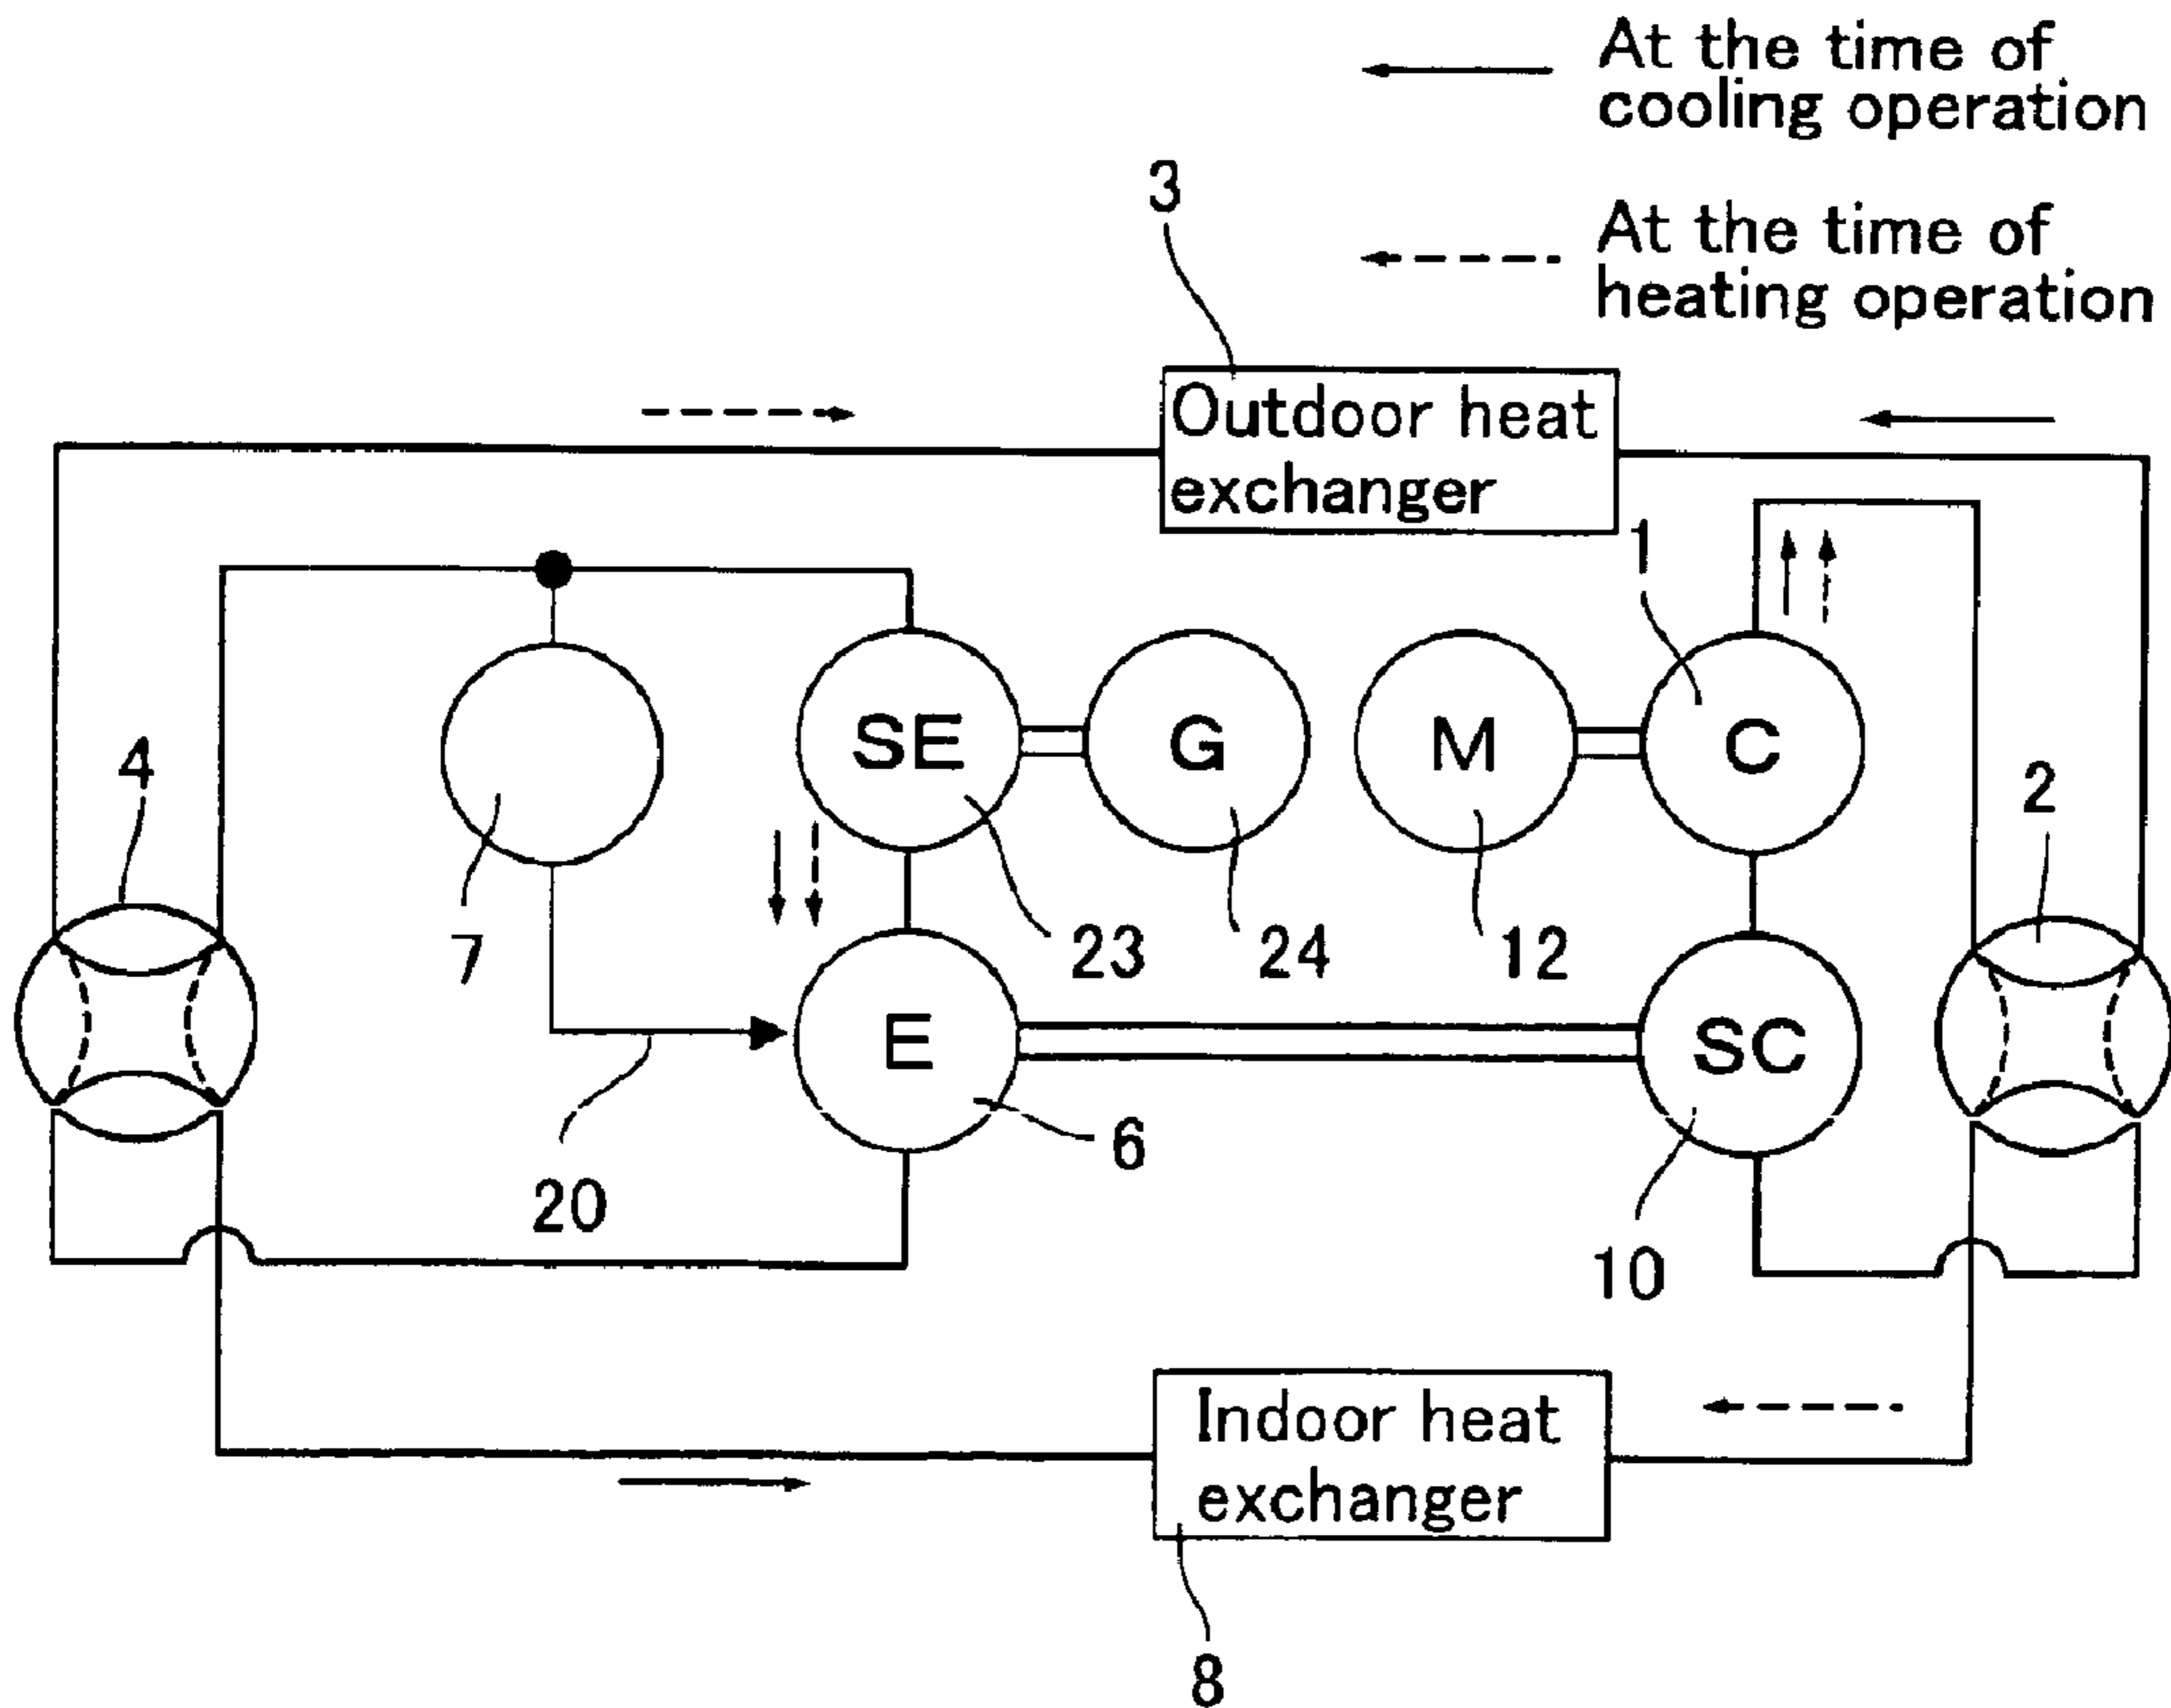 At the time of
cooling operation
3
At the time of
heating operation
Outdoor heat
exchanger
1
4
SE
G
M
C
2
7
23
24
12
E
SC
6
20
10
Indoor heat
exchanger
8